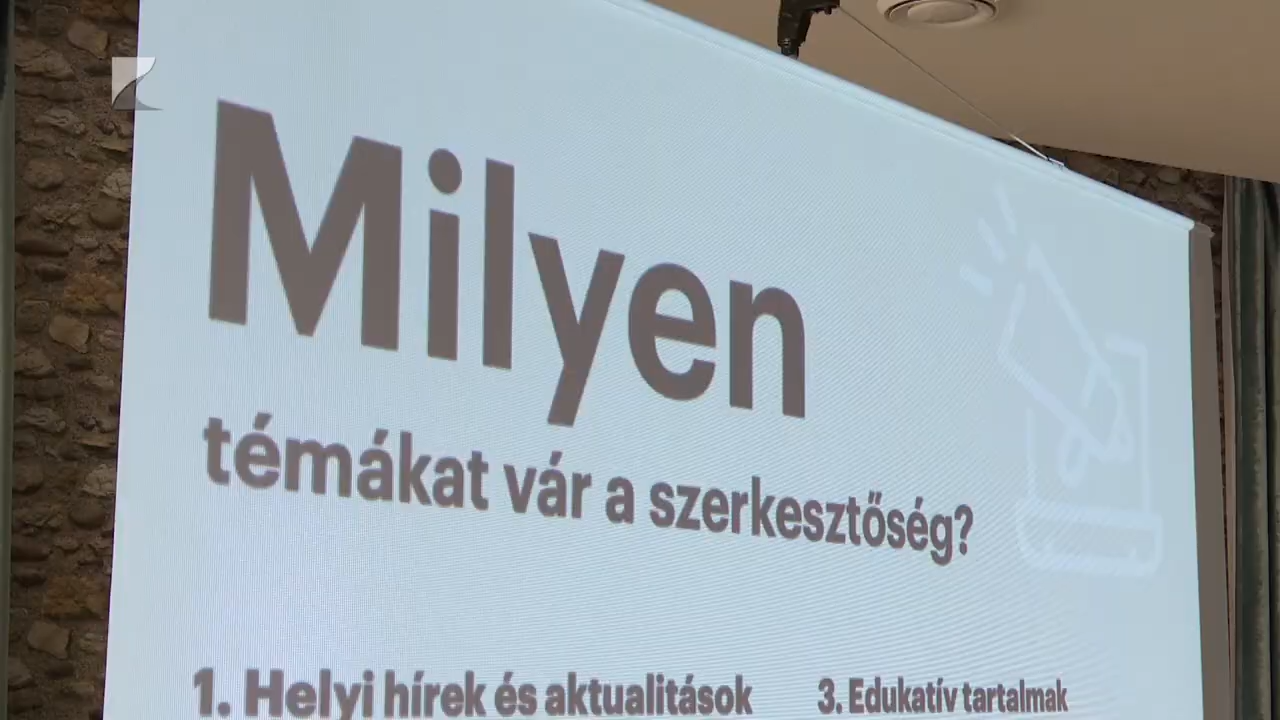 Milyen
témákat vár a szerkesztőség?
1. Helyi hírek és aktualitások
3. Edukatív tartalmak